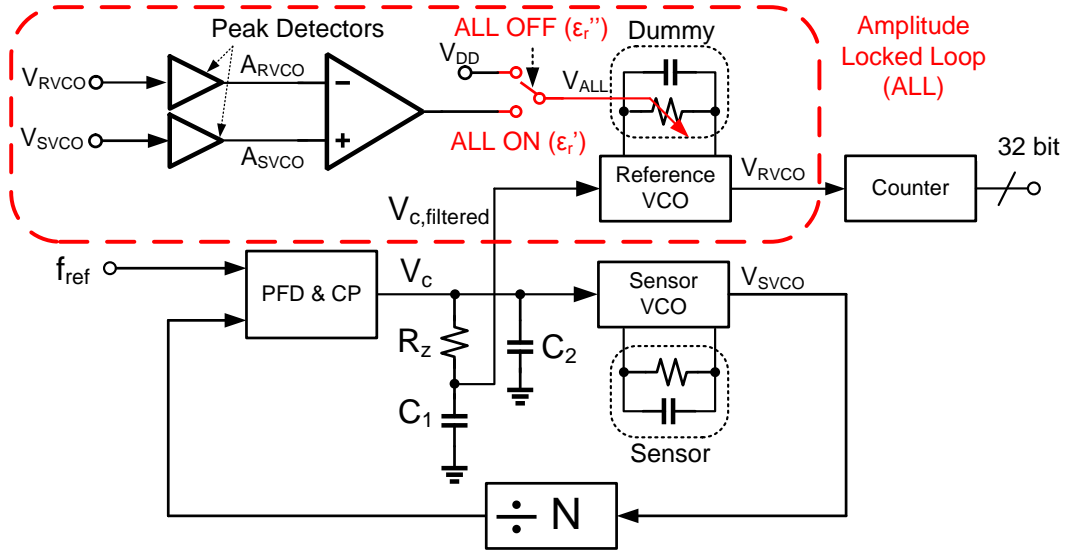 Peak Detectors
ALL OFF (εr'')
Dummy
Amplitude
Locked Loop
(ALL)
VDD
VRVCO
ARVCO
−
VALL
VSVCO
+
ASVCO
ALL ON (εr')
Reference
VCO
VRVCO
Counter
32 bit
Vc,filtered
fref
PFD & CP
Vc
Sensor
VCO
VSVCO
Rz
C2
C1
Sensor
÷ N